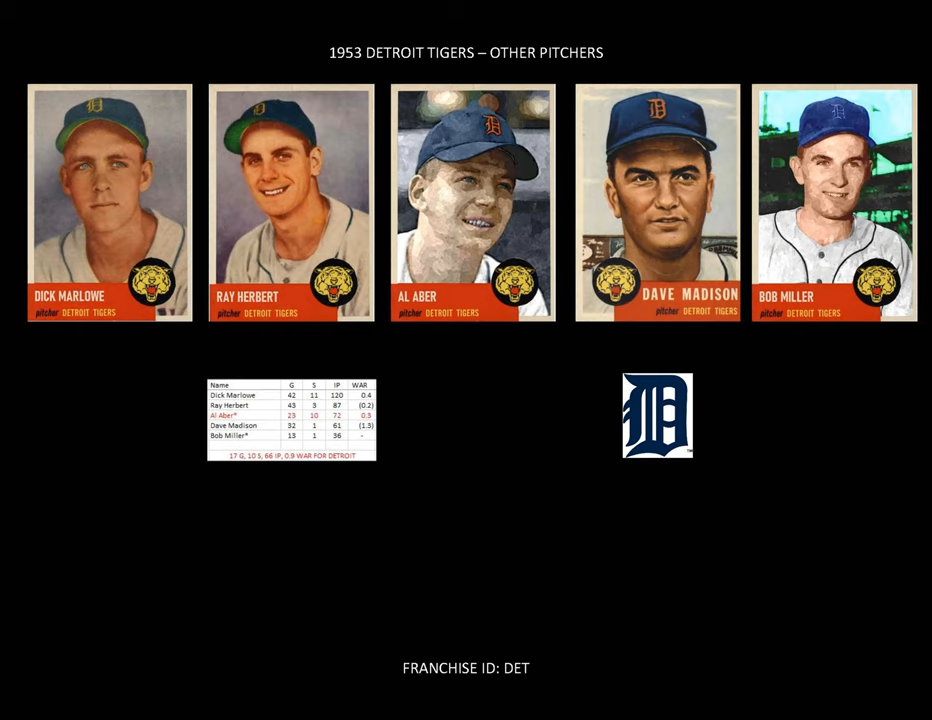 1953 DETROIT TIGERS – OTHER PITCHERS
DICK MARLOWE
pitcher DETROIT TIGERS
RAY HERBERT
pitcher DETROIT TIGERS
AL ABER
pitcher DETROIT TIGERS
DAVE MADISON
pitcher DETROIT TIGERS
BOB MILLER
pitcher DETROIT TIGERS
Name G S IP WAR
Dick Marlowe 42 11 120 0.4
Ray Herbert 43 3 87 (0.2)
Al Aber* 23 10 72 0.3
Dave Madison 32 1 61 (1.3)
Bob Miller* 13 1 36 -
17 G, 10 S, 66 IP, 0.9 WAR FOR DETROIT
D
TM
FRANCHISE ID: DET